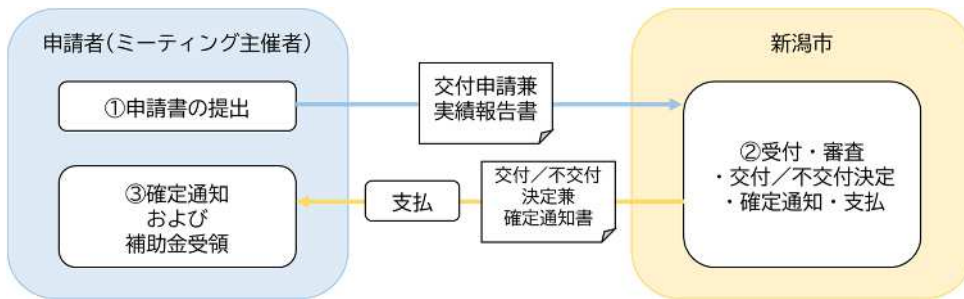 申請者(ミーティング主催者)
新潟市
①申請書の提出
交付申請兼
実績報告書
②受付・審査
・交付／不交付決定
・確定通知・支払
③確定通知
および
補助金受領
支払
交付／不交付
決定兼
確定通知書